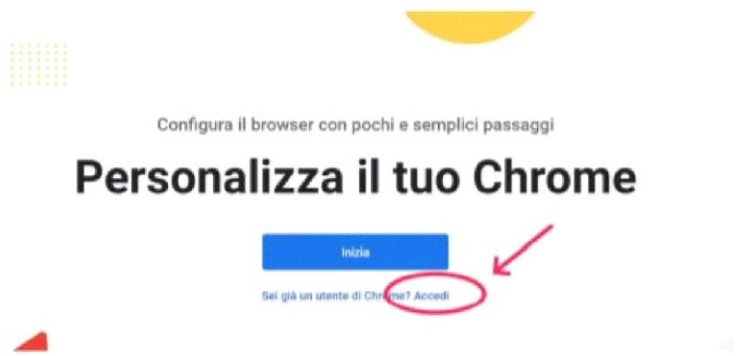 Configura il browser con pochi e semplici passaggi
Personalizza il tuo Chrome
Inizia
Sei già un utente di Chrome? Accedi